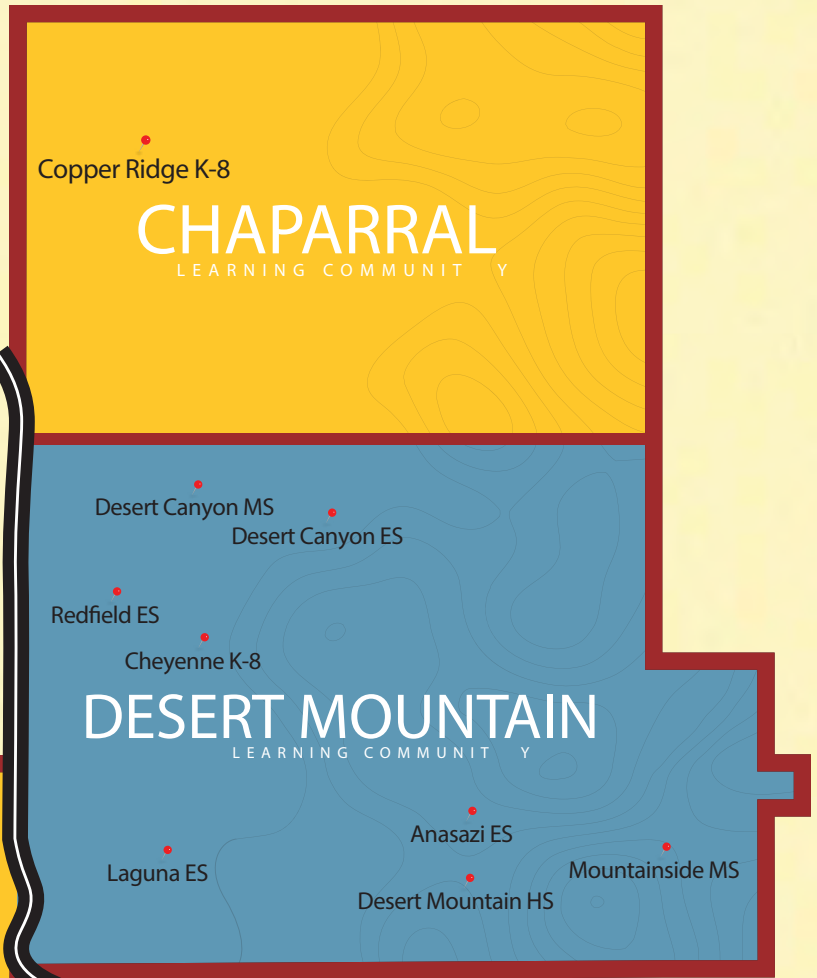 Copper Ridge K-8
CHAPARRAL
LEARNING COMMUNIT Y
Desert Canyon MS
Desert Canyon ES
Redfield ES
Cheyenne K-8
DESERT MOUNTAIN
LEARNING COMMUNIT Y
Anasazi ES
Laguna ES
Mountainside MS
Desert Mountain HS